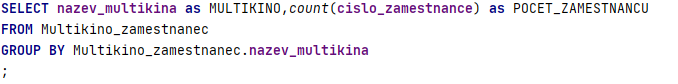 SELECT nazev_multikina as MULTIKINO,count(cislo_zamestnance) as POCET_ZAMESTNANCU
FROM Multikino_zamestnanec
GROUP BY Multikino_zamestnanec.nazev_multikina
;